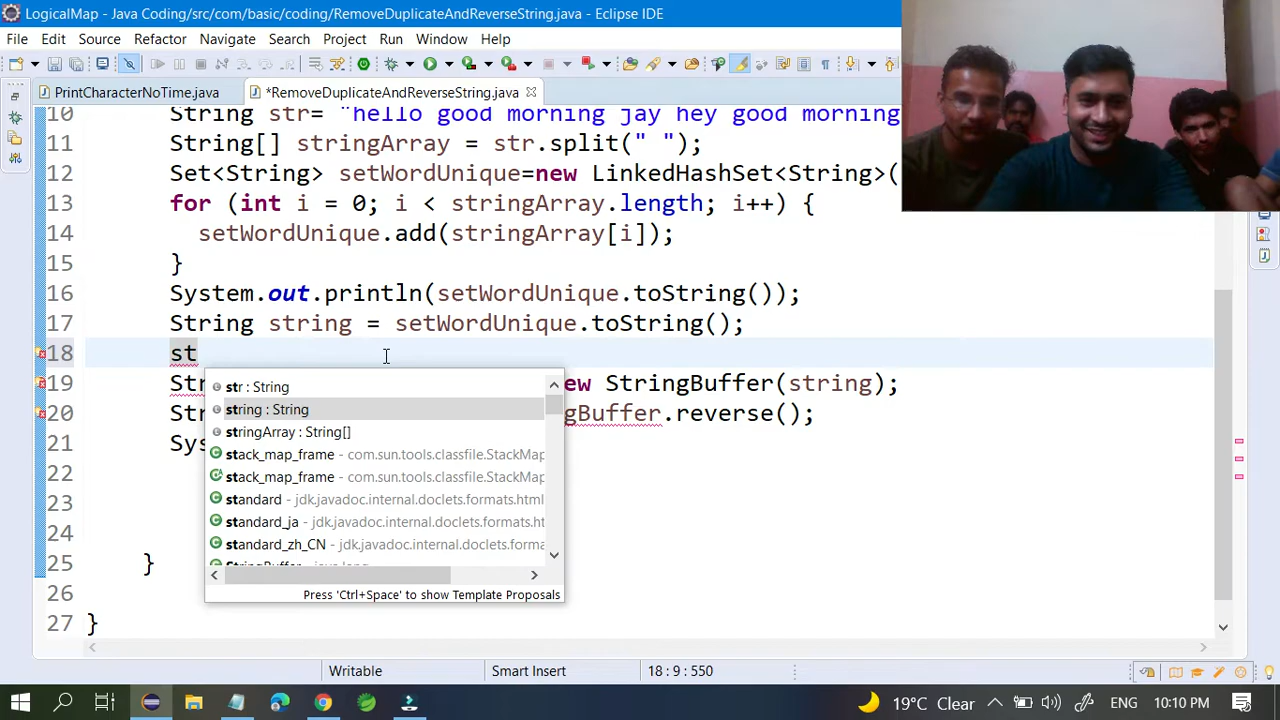 LogicalMap - Java Coding/src/com/basic/coding/RemoveDuplicateAndReverseString.java - Eclipse IDE
File Edit Source Refactor Navigate Search Project Run Window Help
PrintCharacterNoTime.java *RemoveDuplicateAndReverseString.java
10 String str= "hello good morning jay hey good morning
11 String[] stringArray = str.split(" ");
12 Set<String> setWordUnique=new LinkedHashSet<String>(
13 for (int i = 0; i < stringArray.length; i++) {
14 setWordUnique.add(stringArray[i]);
15 }
16 System.out.println(setWordUnique.toString());
17 String string = setWordUnique.toString();
18 st
19 Str ew StringBuffer(string);
20 Str gBuffer.reverse();
21 Sys
22
23
24
25 }
26
27 }
str : String
string : String
stringArray : String[]
stack_map_frame - com.sun.tools.classfile.StackMap
stack_map_frame - com.sun.tools.classfile.StackMap
standard - jdk.javadoc.internal.doclets.formats.html
standard_ja - jdk.javadoc.internal.doclets.formats.ht
standard_zh_CN - jdk.javadoc.internal.doclets.forma
StringBuffer - java.lang
Press 'Ctrl+Space' to show Template Proposals
Writable Smart Insert 18 : 9 : 550
19°C Clear ENG 10:10 PM